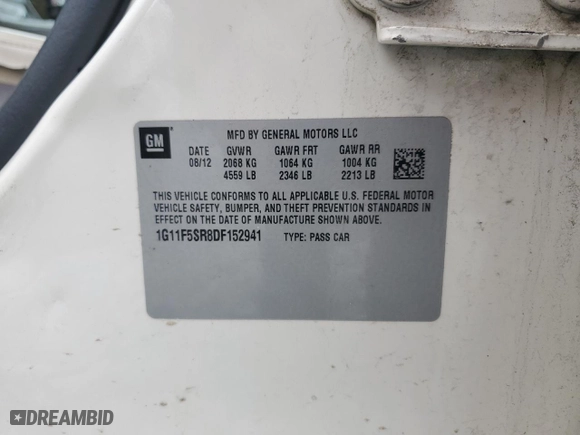 MFD BY GENERAL MOTORS LLC
GM
DATE GVWR GAWR FRT GAWR RR
08/12 2068 KG 1064 KG 1004 KG
4559 LB 2346 LB 2213 LB
THIS VEHICLE CONFORMS TO ALL APPLICABLE U.S. FEDERAL MOTOR
VEHICLE SAFETY, BUMPER, AND THEFT PREVENTION STANDARDS IN
EFFECT ON THE DATE OF MANUFACTURE SHOWN ABOVE.
1G11F5SR8DF152941 TYPE: PASS CAR
DREAMBID